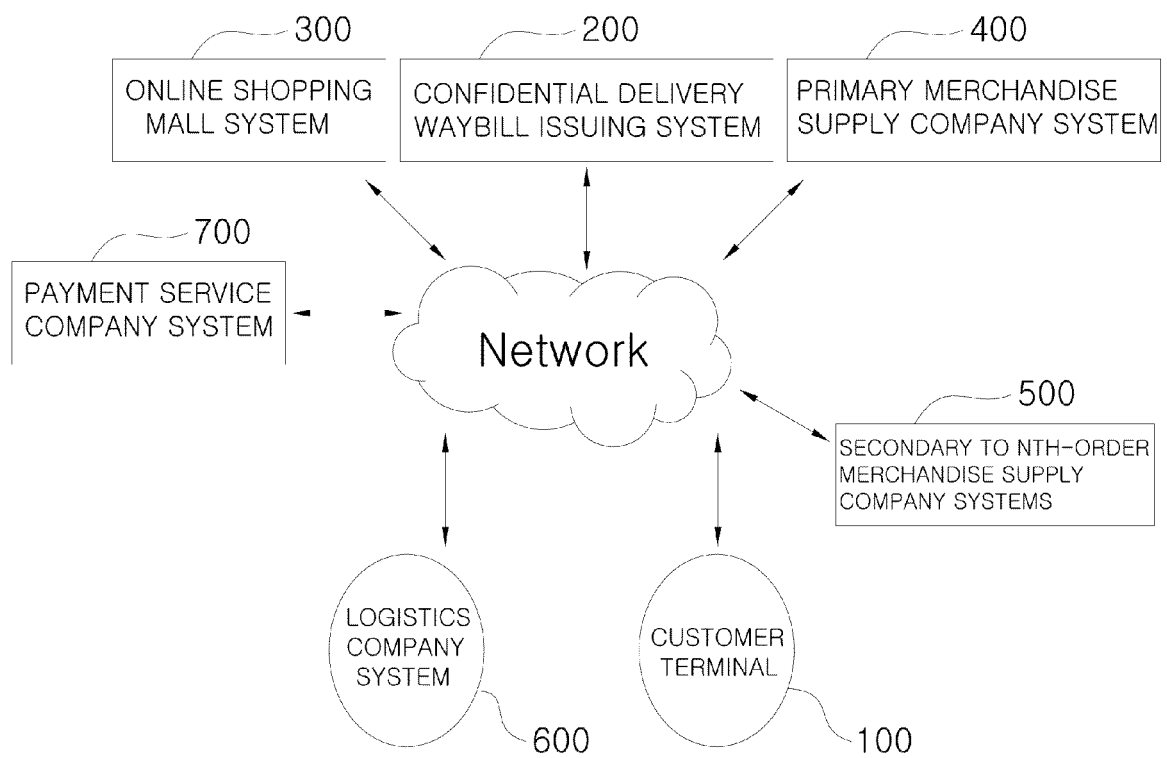 300
200
400
ONLINE SHOPPING
MALL SYSTEM
CONFIDENTIAL DELIVERY
WAYBILL ISSUING SYSTEM
PRIMARY MERCHANDISE
SUPPLY COMPANY SYSTEM
700
PAYMENT SERVICE
COMPANY SYSTEM
Network
500
SECONDARY TO NTH-ORDER
MERCHANDISE SUPPLY
COMPANY SYSTEMS
LOGISTICS
COMPANY
SYSTEM
CUSTOMER
TERMINAL
600
100